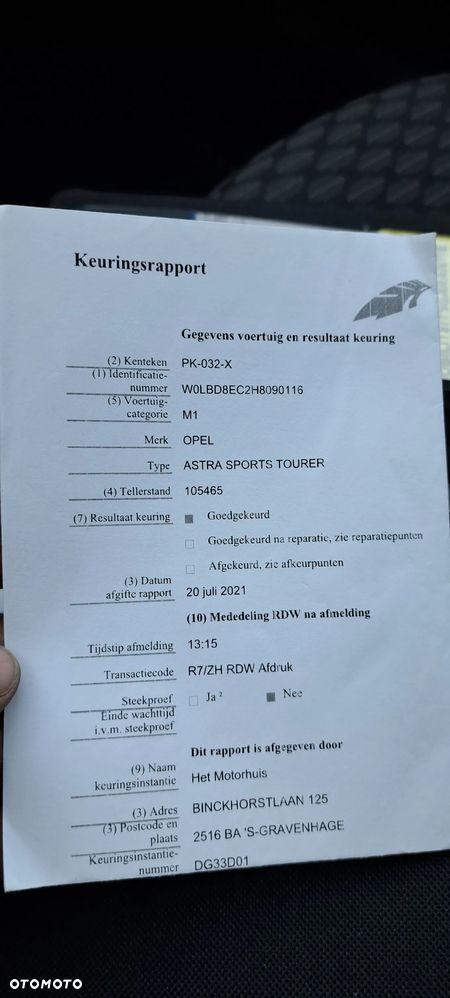 Keuringsrapport
Gegevens voertuig en resultaat keuring
(2) Kenteken PK-032-X
(1) Identificatie-
nummer W0LBD8EC2H8090116
(5) Voertuig-
categorie M1
Merk OPEL
Type ASTRA SPORTS TOURER
(4) Tellerstand 105465
(7) Resultaat keuring Goedgekeurd
Goedgekeurd na reparatie, zie reparatiepunten
Afgekeurd, zie afkeurpunten
(3) Datum
afgifte rapport 20 juli 2021
(10) Mededeling RDW na afmelding
Tijdstip afmelding 13:15
Transactiecode R7/ZH RDW Afdruk
Steekproef Ja ² Nee
Einde wachttijd
i.v.m. steekproef
Dit rapport is afgegeven door
(9) Naam
keuringsinstantie Het Motorhuis
(3) Adres BINCKHORSTLAAN 125
(3) Postcode en
plaats 2516 BA 'S-GRAVENHAGE
Keuringsinstantie-
nummer DG33D01
OTOMOTO